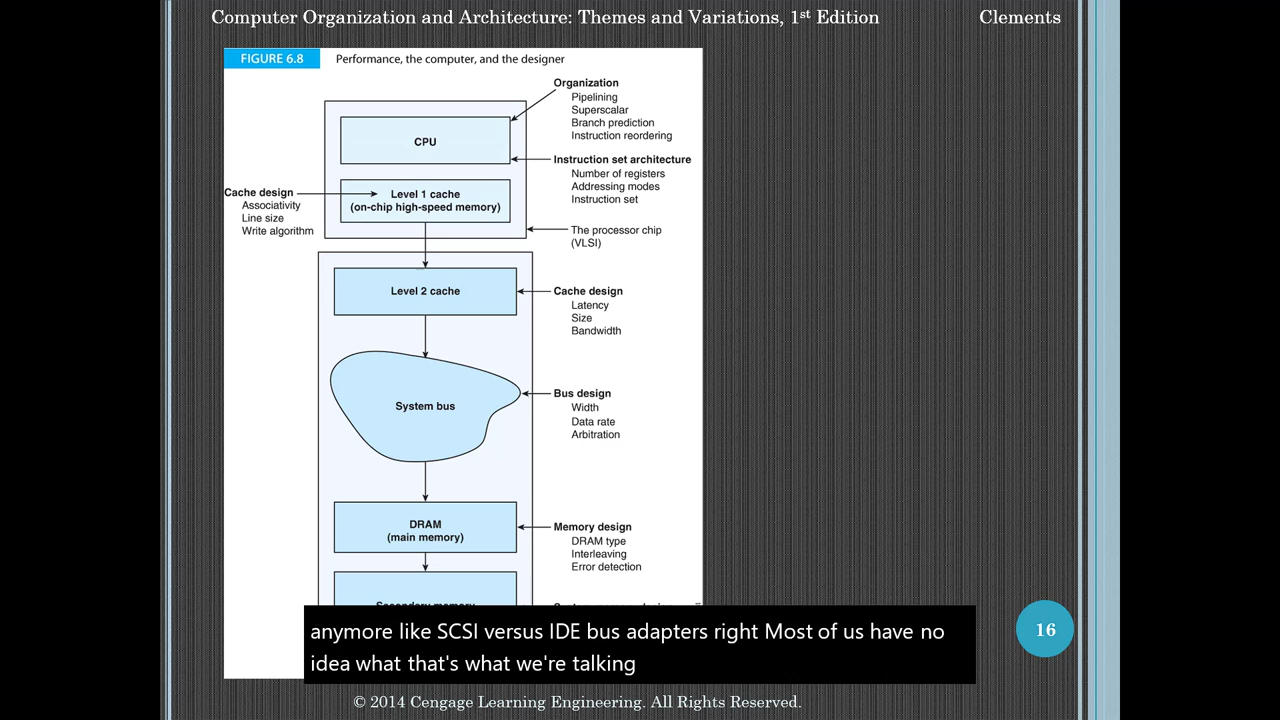 Computer Organization and Architecture: Themes and Variations, 1st Edition Clements
FIGURE 6.8 Performance, the computer, and the designer
Organization
Pipelining
Superscalar
Branch prediction
Instruction reordering
CPU
Instruction set architecture
Number of registers
Addressing modes
Instruction set
Cache design
Associativity
Line size
Write algorithm
Level 1 cache
(on-chip high-speed memory)
The processor chip
(VLSI)
Level 2 cache
Cache design
Latency
Size
Bandwidth
System bus
Bus design
Width
Data rate
Arbitration
DRAM
(main memory)
Memory design
DRAM type
Interleaving
Error detection
Secondary memory
anymore like SCSI versus IDE bus adapters right Most of us have no
idea what that's what we're talking
16
© 2014 Cengage Learning Engineering. All Rights Reserved.